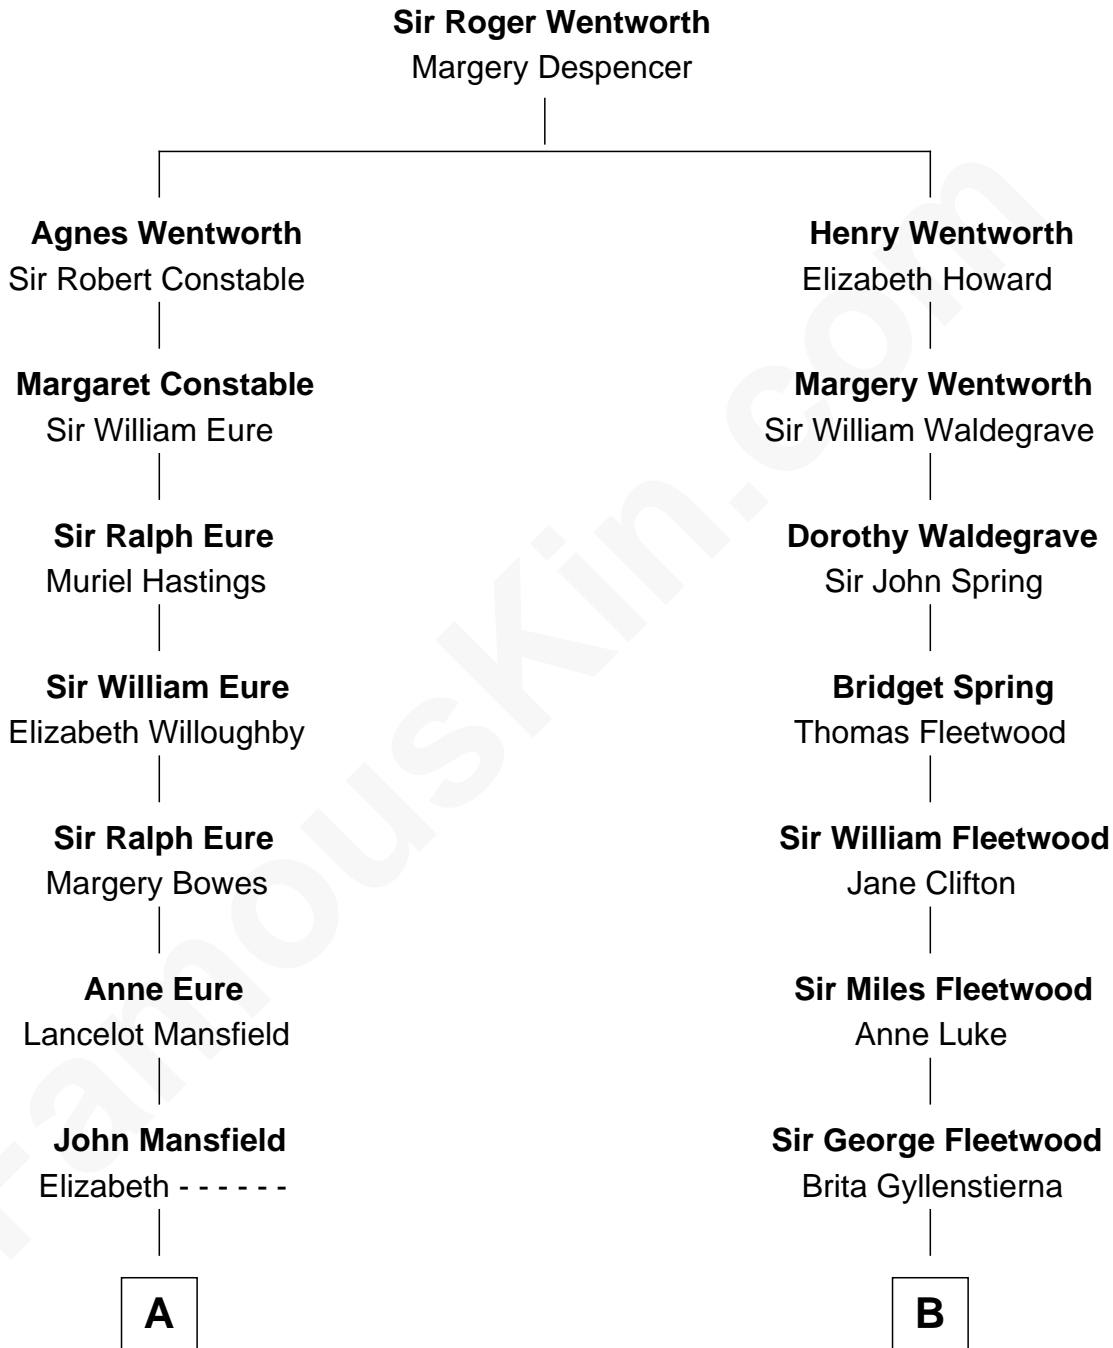 Sir Roger Wentworth
Margery Despencer
Agnes Wentworth
Sir Robert Constable
Henry Wentworth
Elizabeth Howard
Margaret Constable
Sir William Eure
Margery Wentworth
Sir William Waldegrave
Sir Ralph Eure
Muriel Hastings
Dorothy Waldegrave
Sir John Spring
Sir William Eure
Elizabeth Willoughby
Bridget Spring
Thomas Fleetwood
Sir Ralph Eure
Margery Bowes
Sir William Fleetwood
Jane Clifton
Anne Eure
Lancelot Mansfield
Sir Miles Fleetwood
Anne Luke
John Mansfield
Elizabeth - - - - - -
Sir George Fleetwood
Brita Gyllenstierna
A
B
FamousKin.com